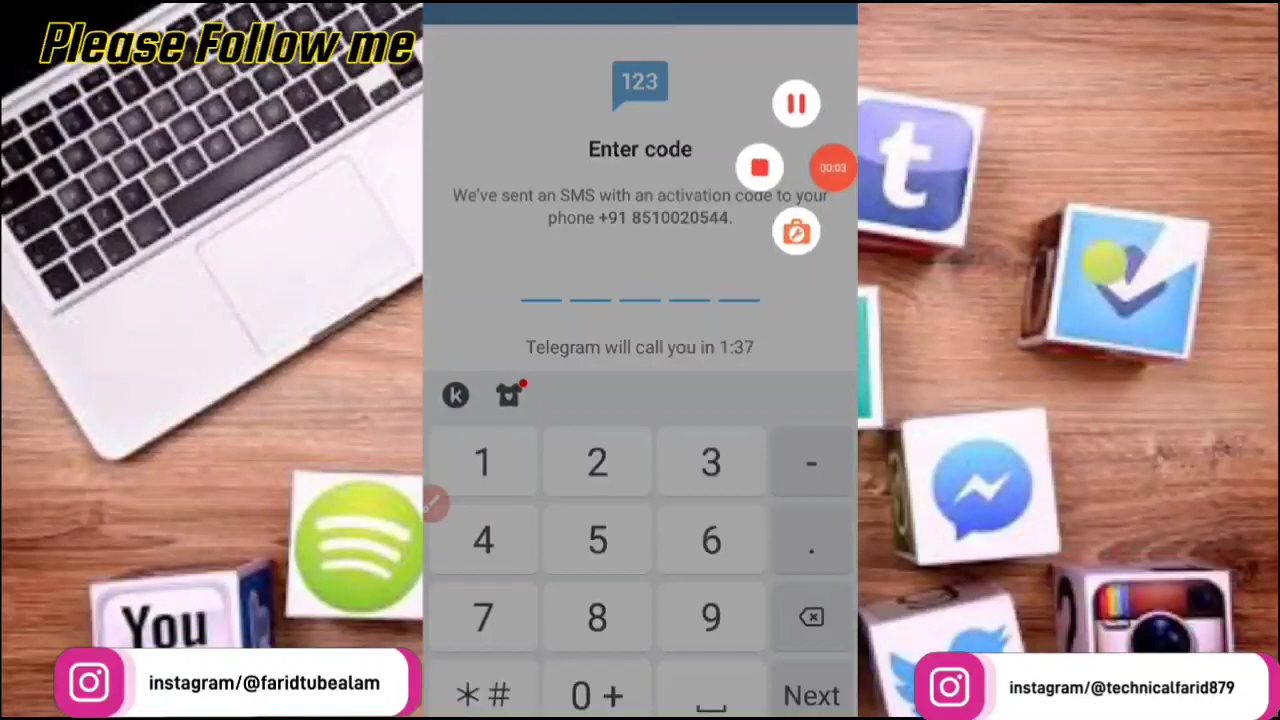 Please Follow me
123
00:03
Enter code
We've sent an SMS with an activation code to your
phone +91 8510020544.
Telegram will call you in 1:37
k
1 2 3 -
4 5 6 .
7 8 9
*# 0 + Next
t
You
instagram/@faridtubealam
instagram/@technicalfarid879